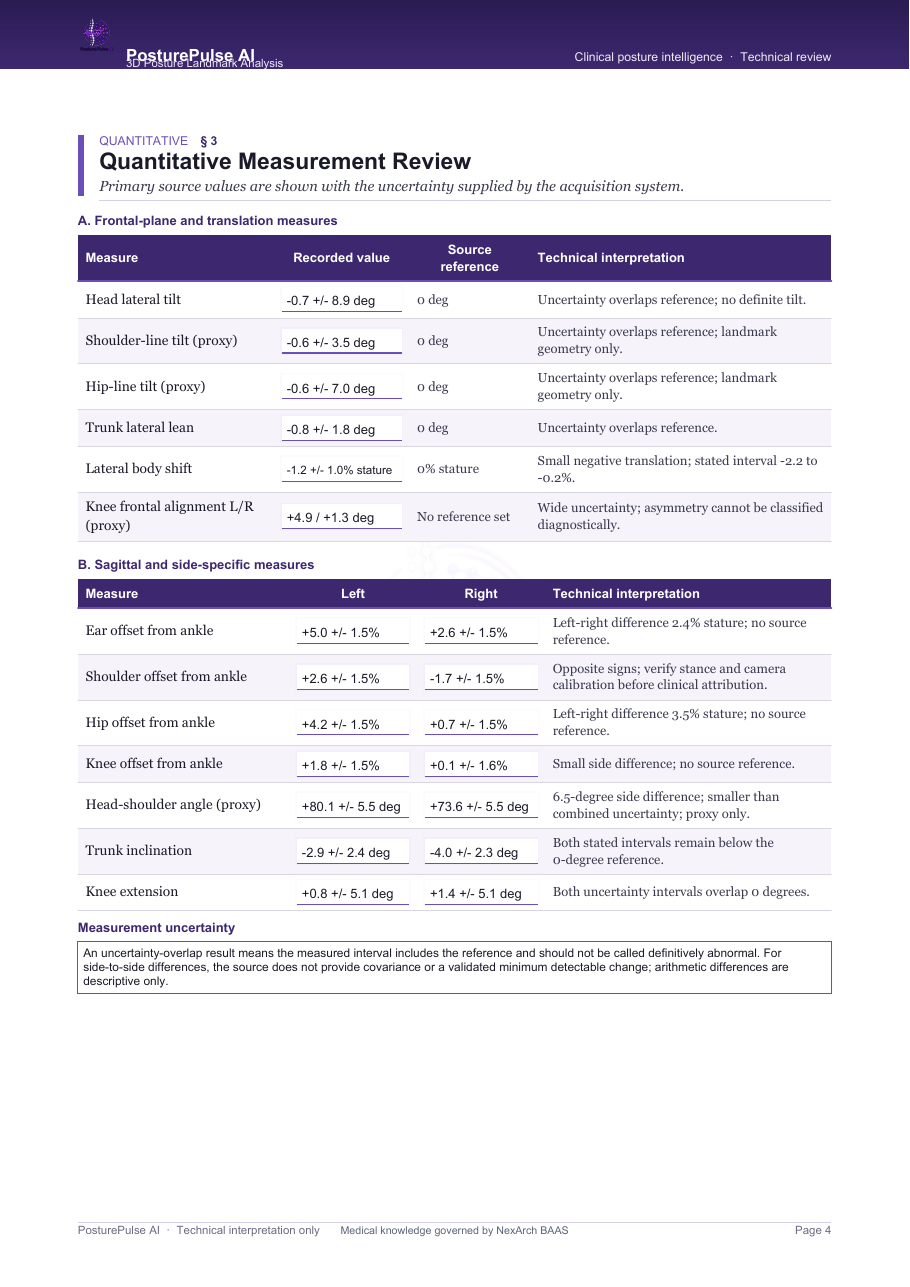 PosturePulse AI
3D Posture Landmark Analysis
Clinical posture intelligence · Technical review
QUANTITATIVE § 3
Quantitative Measurement Review
Primary source values are shown with the uncertainty supplied by the acquisition system.
A. Frontal-plane and translation measures
Measure Recorded value Source reference Technical interpretation
Head lateral tilt -0.7 +/- 8.9 deg 0 deg Uncertainty overlaps reference; no definite tilt.
Shoulder-line tilt (proxy) -0.6 +/- 3.5 deg 0 deg Uncertainty overlaps reference; landmark
geometry only.
Hip-line tilt (proxy) -0.6 +/- 7.0 deg 0 deg Uncertainty overlaps reference; landmark
geometry only.
Trunk lateral lean -0.8 +/- 1.8 deg 0 deg Uncertainty overlaps reference.
Lateral body shift -1.2 +/- 1.0% stature 0% stature Small negative translation; stated interval -2.2 to
-0.2%.
Knee frontal alignment L/R
(proxy) +4.9 / +1.3 deg No reference set Wide uncertainty; asymmetry cannot be classified
diagnostically.
B. Sagittal and side-specific measures
Measure Left Right Technical interpretation
Ear offset from ankle +5.0 +/- 1.5% +2.6 +/- 1.5% Left-right difference 2.4% stature; no source
reference.
Shoulder offset from ankle +2.6 +/- 1.5% -1.7 +/- 1.5% Opposite signs; verify stance and camera
calibration before clinical attribution.
Hip offset from ankle +4.2 +/- 1.5% +0.7 +/- 1.5% Left-right difference 3.5% stature; no source
reference.
Knee offset from ankle +1.8 +/- 1.5% +0.1 +/- 1.6% Small side difference; no source reference.
Head-shoulder angle (proxy) +80.1 +/- 5.5 deg +73.6 +/- 5.5 deg 6.5-degree side difference; smaller than
combined uncertainty; proxy only.
Trunk inclination -2.9 +/- 2.4 deg -4.0 +/- 2.3 deg Both stated intervals remain below the
0-degree reference.
Knee extension +0.8 +/- 5.1 deg +1.4 +/- 5.1 deg Both uncertainty intervals overlap 0 degrees.
Measurement uncertainty
An uncertainty-overlap result means the measured interval includes the reference and should not be called definitively abnormal. For
side-to-side differences, the source does not provide covariance or a validated minimum detectable change; arithmetic differences are
descriptive only.
PosturePulse AI · Technical interpretation only Medical knowledge governed by NexArch BAAS Page 4